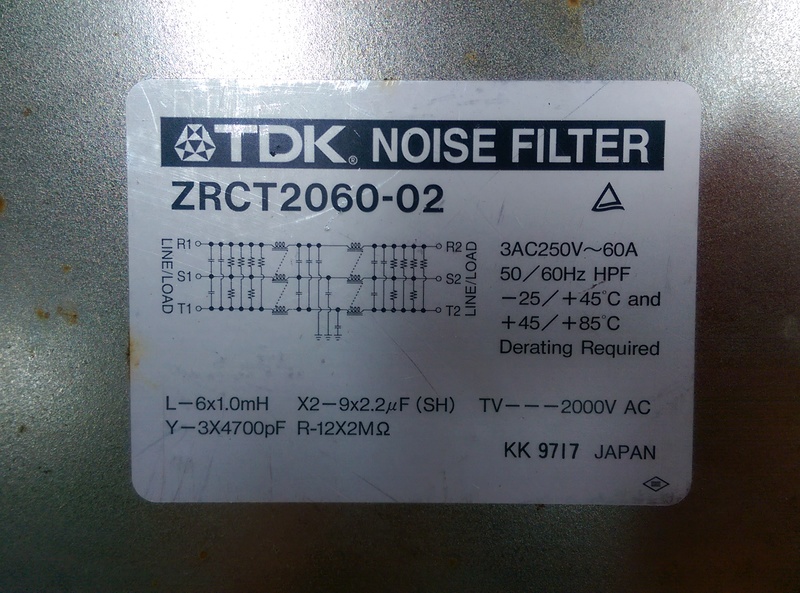 TDK® NOISE FILTER
ZRCT2060-02
LINE/LOAD
R1
S1
T1
R2
S2
T2
LINE/LOAD
3AC250V~60A
50/60Hz HPF
-25/+45°C and
+45/+85°C
Derating Required
L-6x1.0mH X2-9x2.2μF (SH) TV---2000V AC
Y-3X4700pF R-12X2MΩ
KK 9717 JAPAN